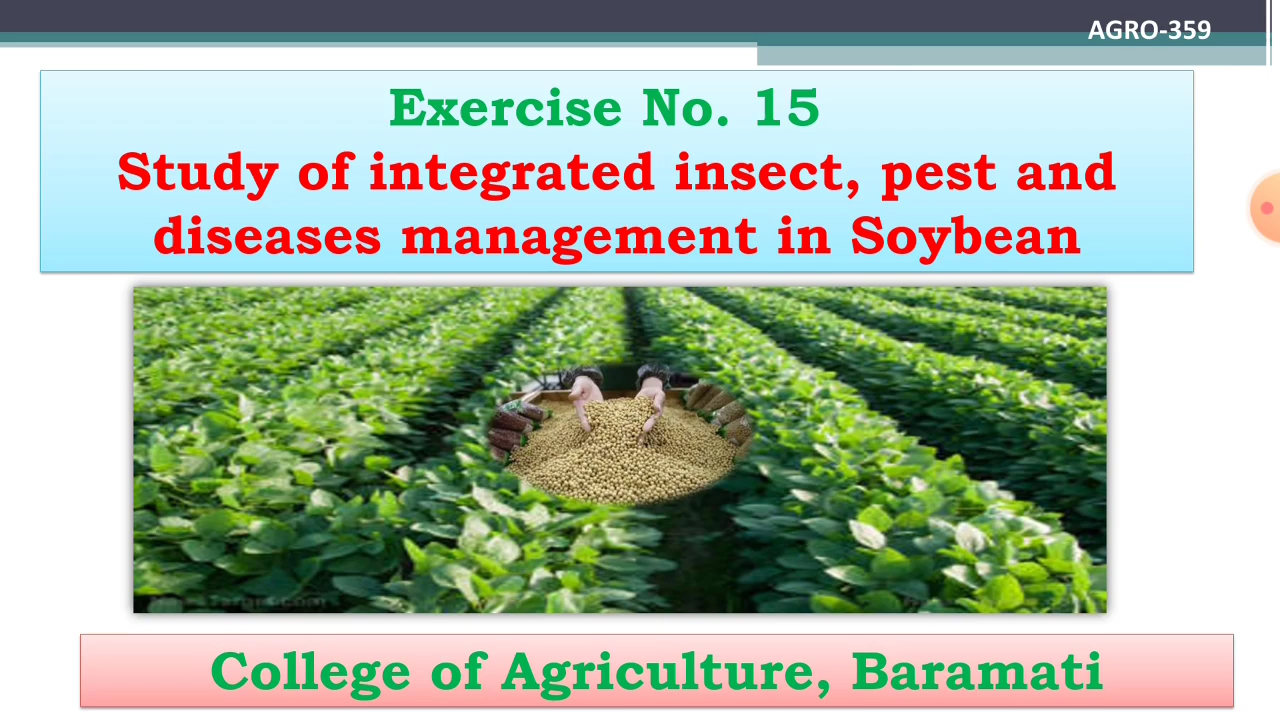 AGRO-359
Exercise No. 15
Study of integrated insect, pest and
diseases management in Soybean
College of Agriculture, Baramati